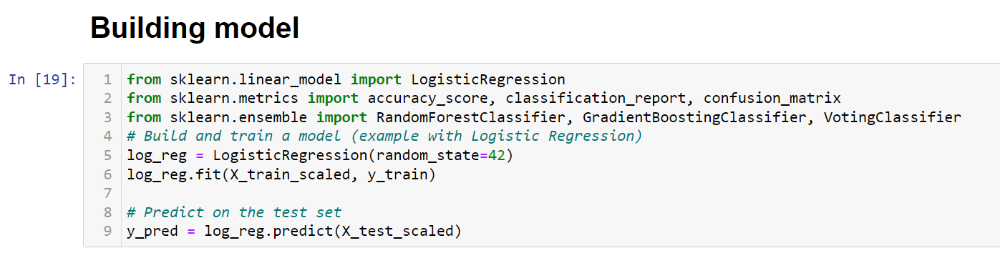 Building model
In [19]:
1 from sklearn.linear_model import LogisticRegression
2 from sklearn.metrics import accuracy_score, classification_report, confusion_matrix
3 from sklearn.ensemble import RandomForestClassifier, GradientBoostingClassifier, VotingClassifier
4 # Build and train a model (example with Logistic Regression)
5 log_reg = LogisticRegression(random_state=42)
6 log_reg.fit(X_train_scaled, y_train)
7
8 # Predict on the test set
9 y_pred = log_reg.predict(X_test_scaled)